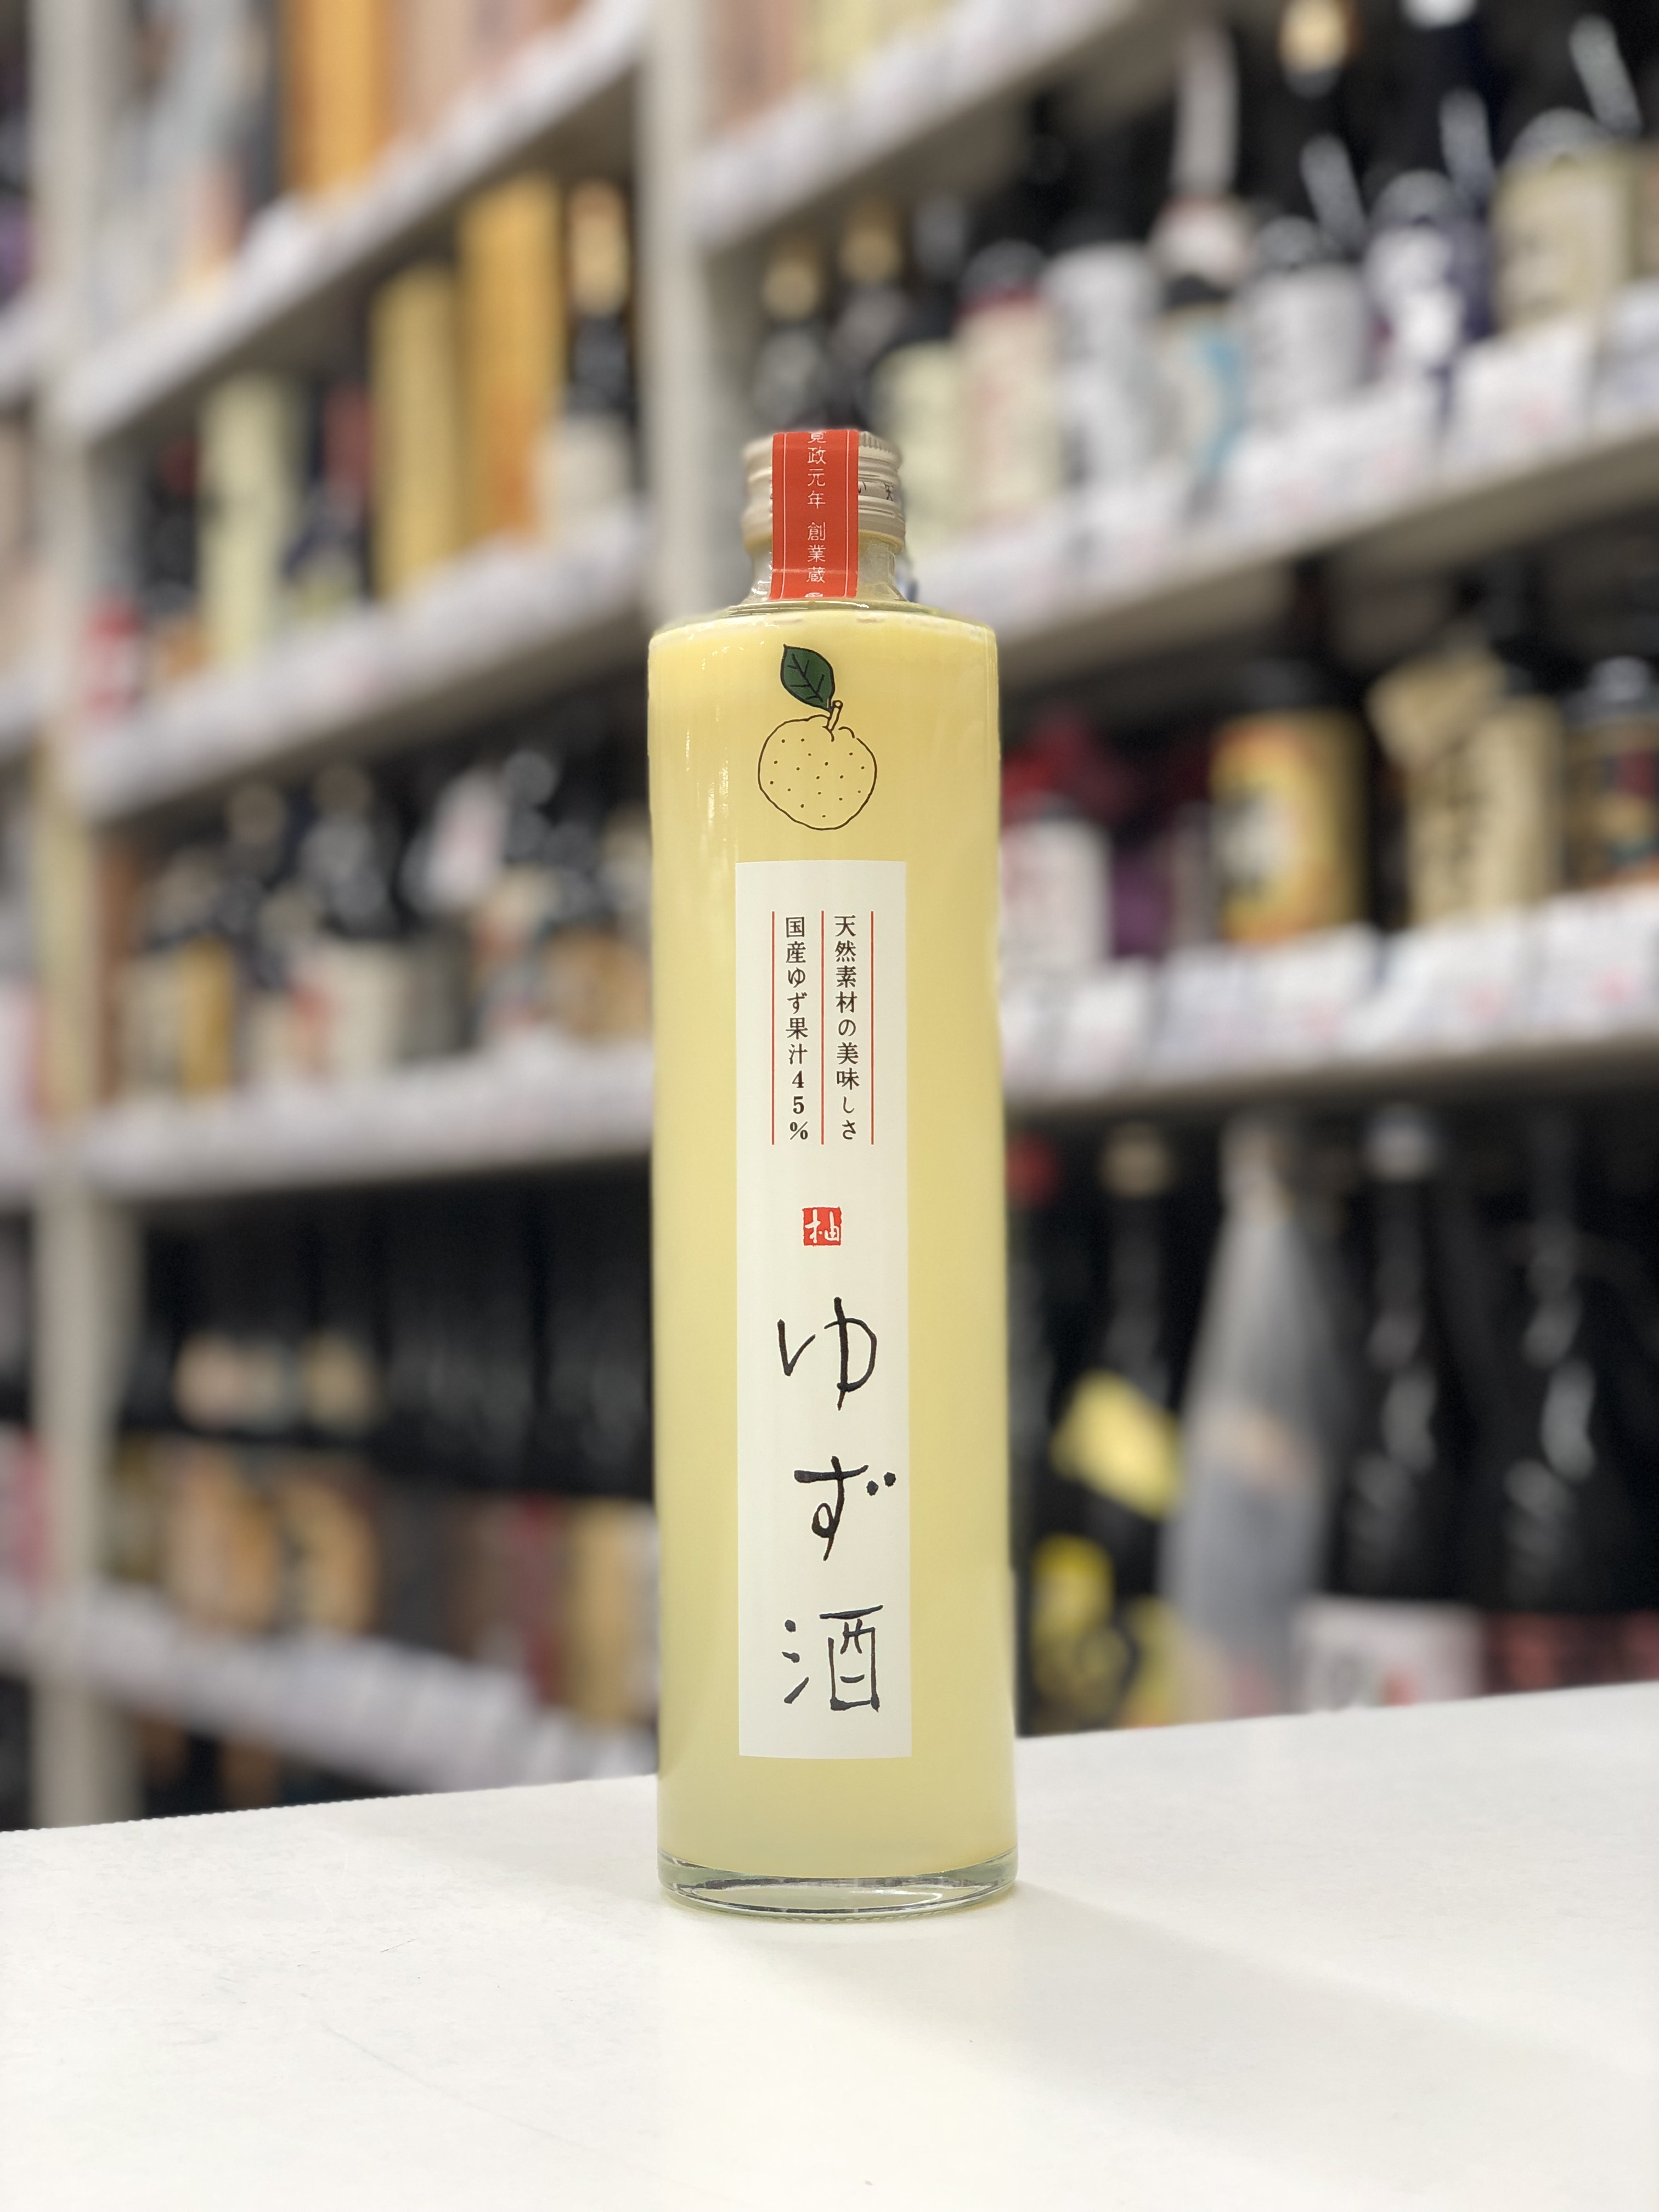 寛政元年 創業蔵
天然素材の美味しさ
国産ゆず果汁45%
柚
ゆず酒